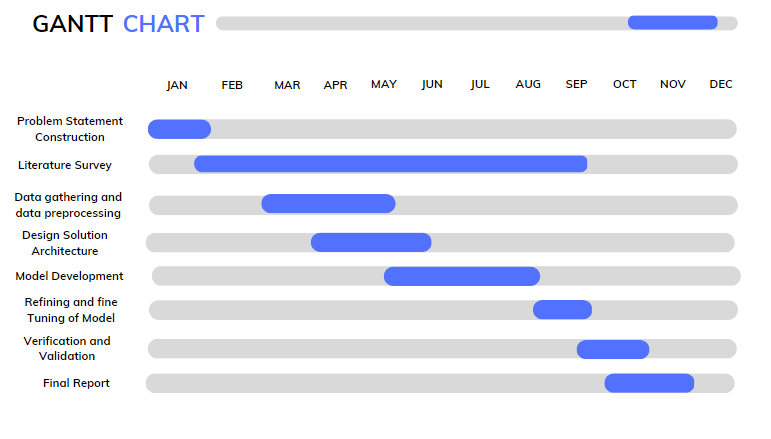 GANTT CHART
JAN FEB MAR APR MAY JUN JUL AUG SEP OCT NOV DEC
Problem Statement
Construction
Literature Survey
Data gathering and
data preprocessing
Design Solution
Architecture
Model Development
Refining and fine
Tuning of Model
Verification and
Validation
Final Report